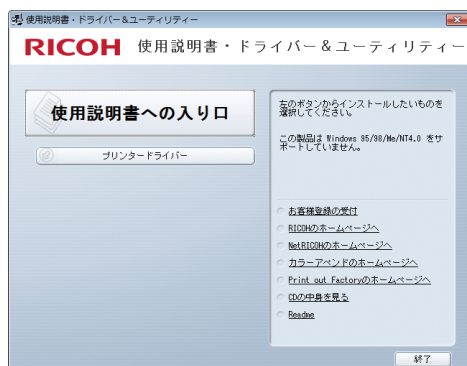 使用説明書・ドライバー&ユーティリティー
RICOH 使用説明書・ドライバー&ユーティリティー
使用説明書への入り口
プリンタードライバー
左のボタンからインストールしたいものを
選択してください。
この製品は Windows 95/98/Me/NT4.0 をサ
ポートしていません。
お客様登録の受付
RICOHのホームページへ
NetRICOHのホームページへ
カラーアペンドのホームページへ
Print out Factoryのホームページへ
CDの中身を見る
Readme
終了